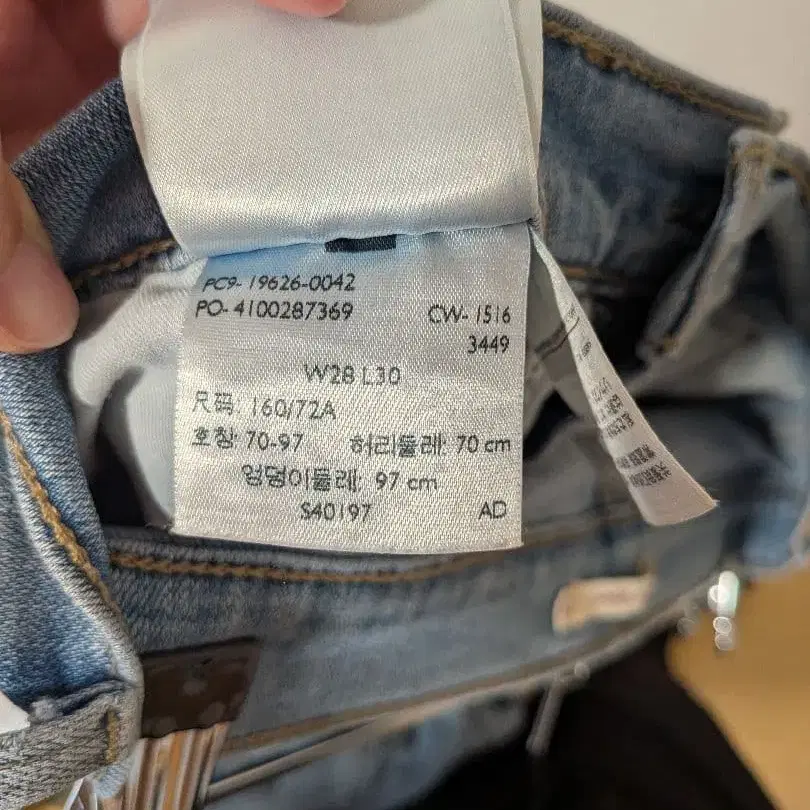 PC9- 19626-0042
PO- 4100287369 CW- 1516
3449
W28 L30
尺码: 160/72A
호칭: 70-97 허리둘레: 70 cm
엉덩이둘레: 97 cm
S40197 AD